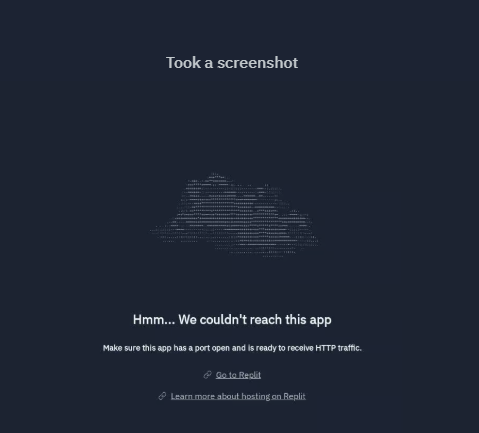 Took a screenshot
Hmm... We couldn't reach this app
Make sure this app has a port open and is ready to receive HTTP traffic.
Go to Replit
Learn more about hosting on Replit